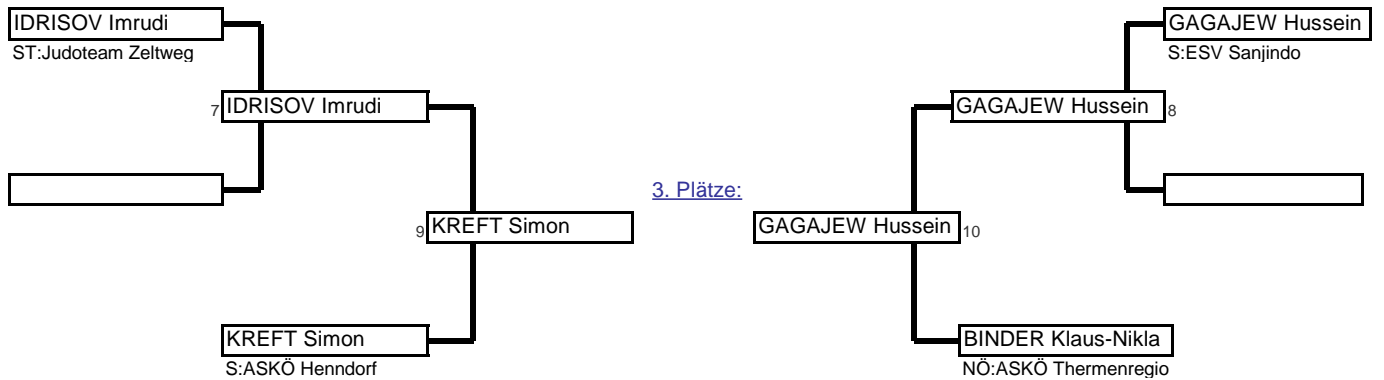 IDRISOV Imrudi
GAGAJEW Hussein
ST:Judoteam Zeltweg
S:ESV Sanjindo
7 IDRISOV Imrudi
GAGAJEW Hussein 8
3. Plätze:
9 KREFT Simon
GAGAJEW Hussein 10
KREFT Simon
BINDER Klaus-Nikla
S:ASKÖ Henndorf
NÖ:ASKÖ Thermenregio